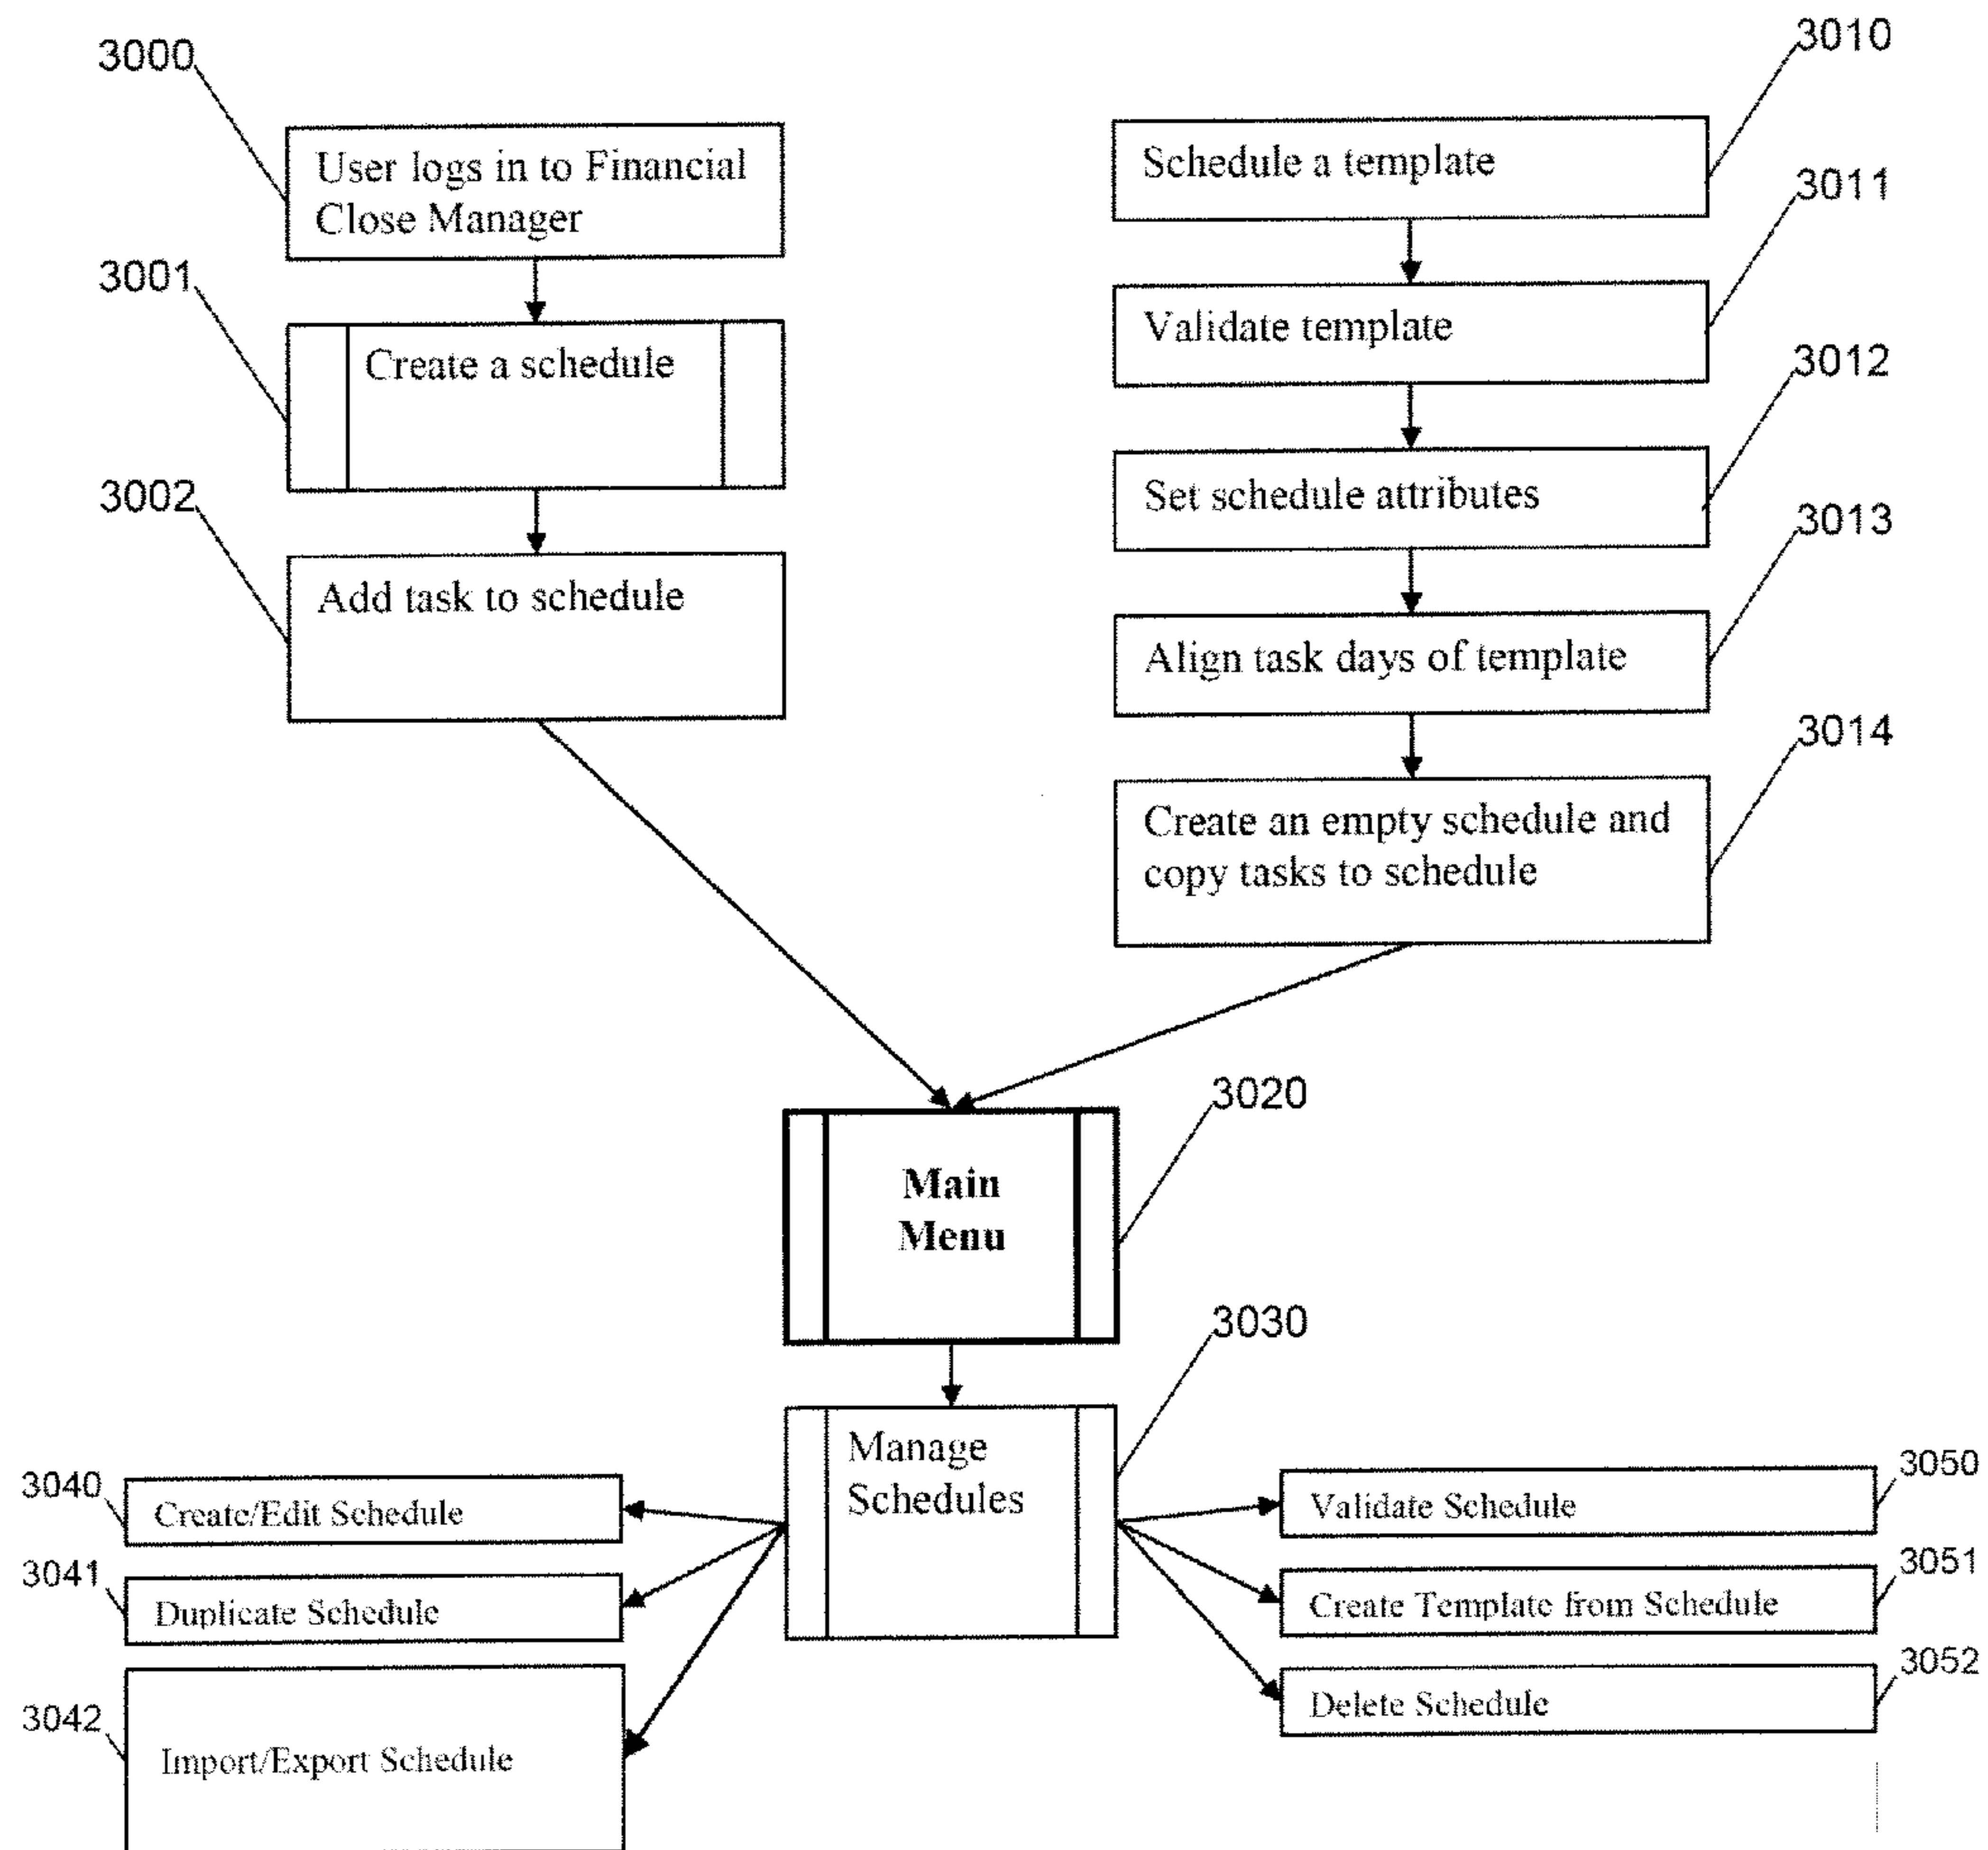 3000
User logs in to Financial
Close Manager
3001
Create a schedule
3002
Add task to schedule
3010
Schedule a template
3011
Validate template
3012
Set schedule attributes
3013
Align task days of template
3014
Create an empty schedule and
copy tasks to schedule
3020
Main
Menu
3030
Manage
Schedules
3040
Create/Edit Schedule
3041
Duplicate Schedule
3042
Import/Export Schedule
3050
Validate Schedule
3051
Create Template from Schedule
3052
Delete Schedule